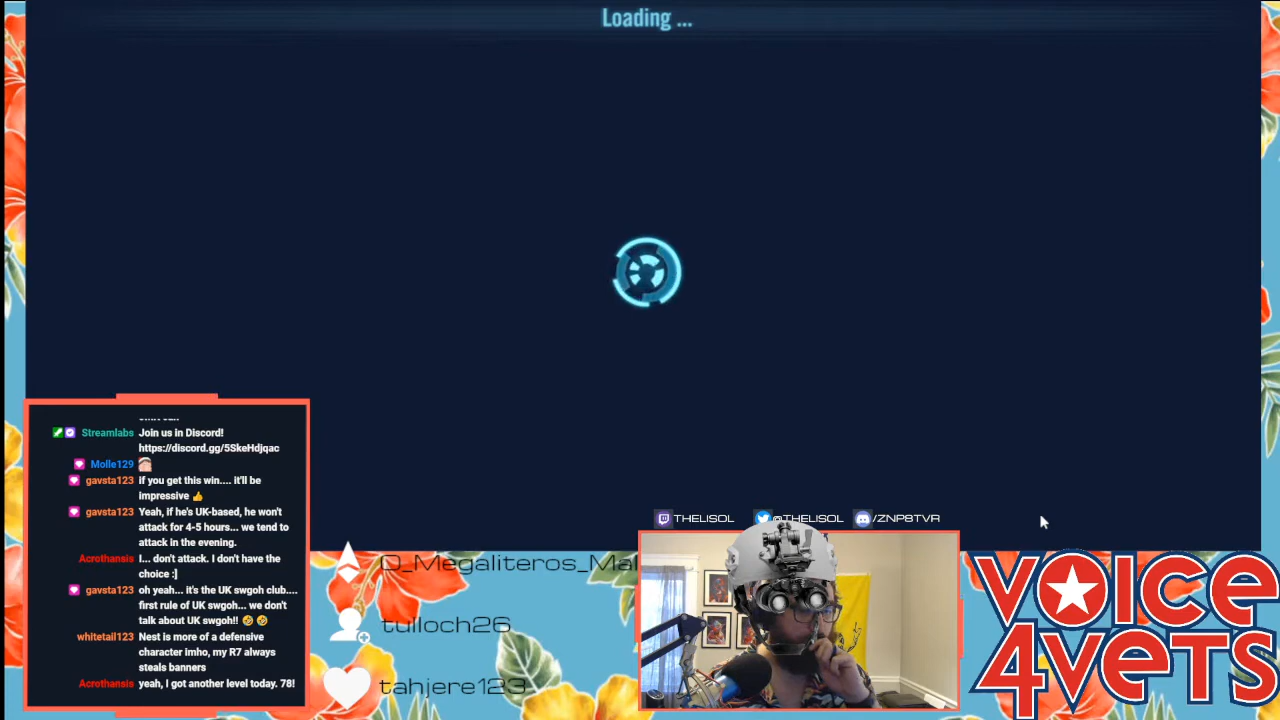 Loading ...
Streamlabs Join us in Discord!
https://discord.gg/5SkeHdjqac
Molle129
gavsta123 if you get this win.... it'll be
impressive 👍
gavsta123 Yeah, if he's UK-based, he won't
attack for 4-5 hours... we tend to
attack in the evening.
Acrothansis I... don't attack. I don't have the
choice :]
gavsta123 oh yeah... it's the UK swgoh club....
first rule of UK swgoh... we don't
talk about UK swgoh!! 🤣 🤣
whitetail123 Nest is more of a defensive
character imho, my R7 always
steals banners
Acrothansis yeah, I got another level today. 78!
O_Megaliteros_Mal
tulloch26
tahjere123
THELISOL @THELISOL /ZNP8TVR
VOICE
4VETS